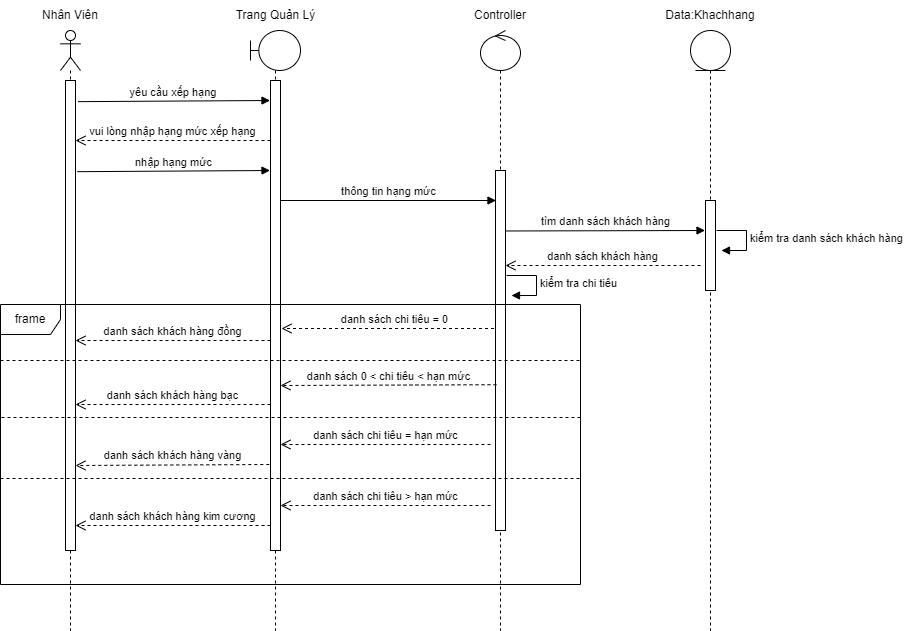 Nhân Viên
Trang Quản Lý
Controller
Data:Khachhang
yêu cầu xếp hạng
vui lòng nhập hạng mức xếp hạng
nhập hạng mức
thông tin hạng mức
tìm danh sách khách hàng
kiểm tra danh sách khách hàng
danh sách khách hàng
kiểm tra chi tiêu
frame
danh sách chi tiêu = 0
danh sách khách hàng đồng
danh sách 0 < chi tiêu < hạn mức
danh sách khách hàng bạc
danh sách chi tiêu = hạn mức
danh sách khách hàng vàng
danh sách chi tiêu > hạn mức
danh sách khách hàng kim cương